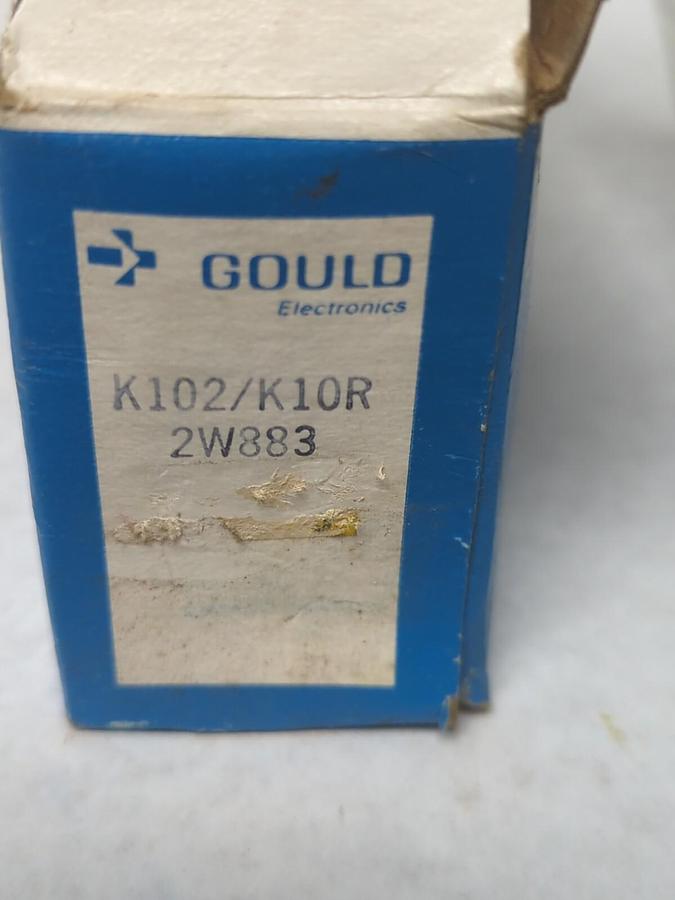 GOULD
Electronics
K102/K10R
2W883